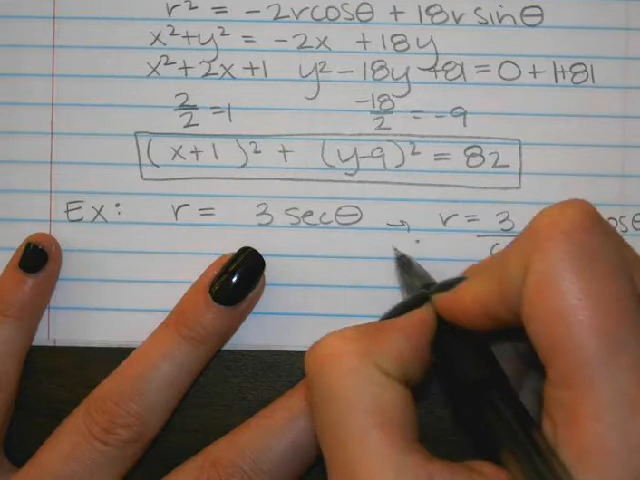 r² = -2rcosθ + 18r sinθ
x²+y² = -2x +18y
x²+2x+1 y²-18y+81 = 0+1+81
2/2 = 1 -18/2 = -9
(x+1)² + (y-9)² = 82
Ex: r = 3 secθ → r = 3 osθ